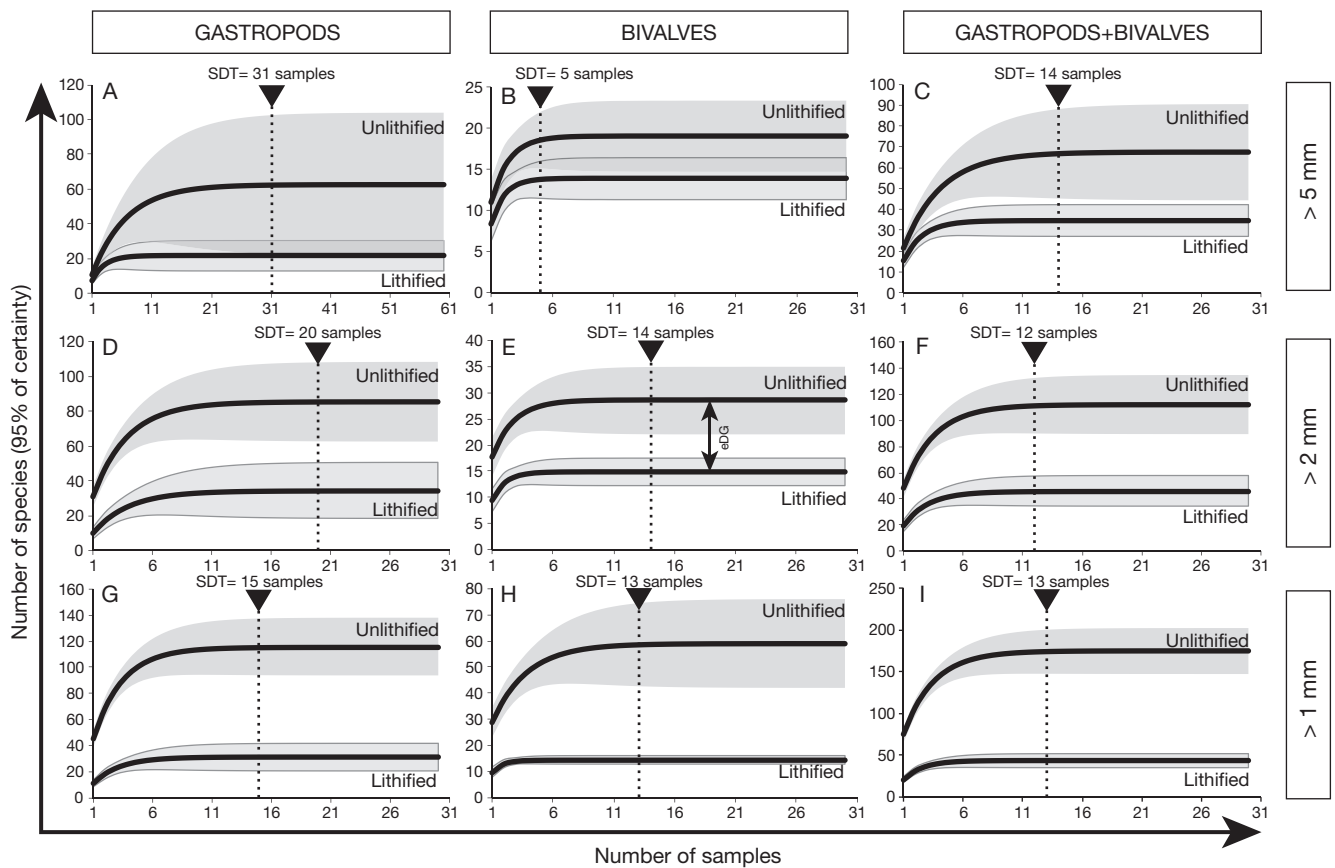 GASTROPODS
BIVALVES
GASTROPODS+BIVALVES
Number of species (95% of certainty)
A
SDT= 31 samples
120
100
80
60
40
20
0
Unlithified
Lithified
1 11 21 31 41 51 61
B
SDT= 5 samples
25
20
15
10
5
0
Unlithified
Lithified
1 6 11 16 21 26 31
C
SDT= 14 samples
100
90
80
70
60
50
40
30
20
10
0
Unlithified
Lithified
1 6 11 16 21 26 31
> 5 mm
D
SDT= 20 samples
120
100
80
60
40
20
0
Unlithified
Lithified
1 6 11 16 21 26 31
E
SDT= 14 samples
40
35
30
25
20
15
10
5
0
Unlithified
eDG
Lithified
1 6 11 16 21 26 31
F
SDT= 12 samples
160
140
120
100
80
60
40
20
0
Unlithified
Lithified
1 6 11 16 21 26 31
> 2 mm
G
SDT= 15 samples
160
140
120
100
80
60
40
20
0
Unlithified
Lithified
1 6 11 16 21 26 31
H
SDT= 13 samples
80
70
60
50
40
30
20
10
0
Unlithified
Lithified
1 6 11 16 21 26 31
I
SDT= 13 samples
250
200
150
100
50
0
Unlithified
Lithified
1 6 11 16 21 26 31
> 1 mm
Number of samples